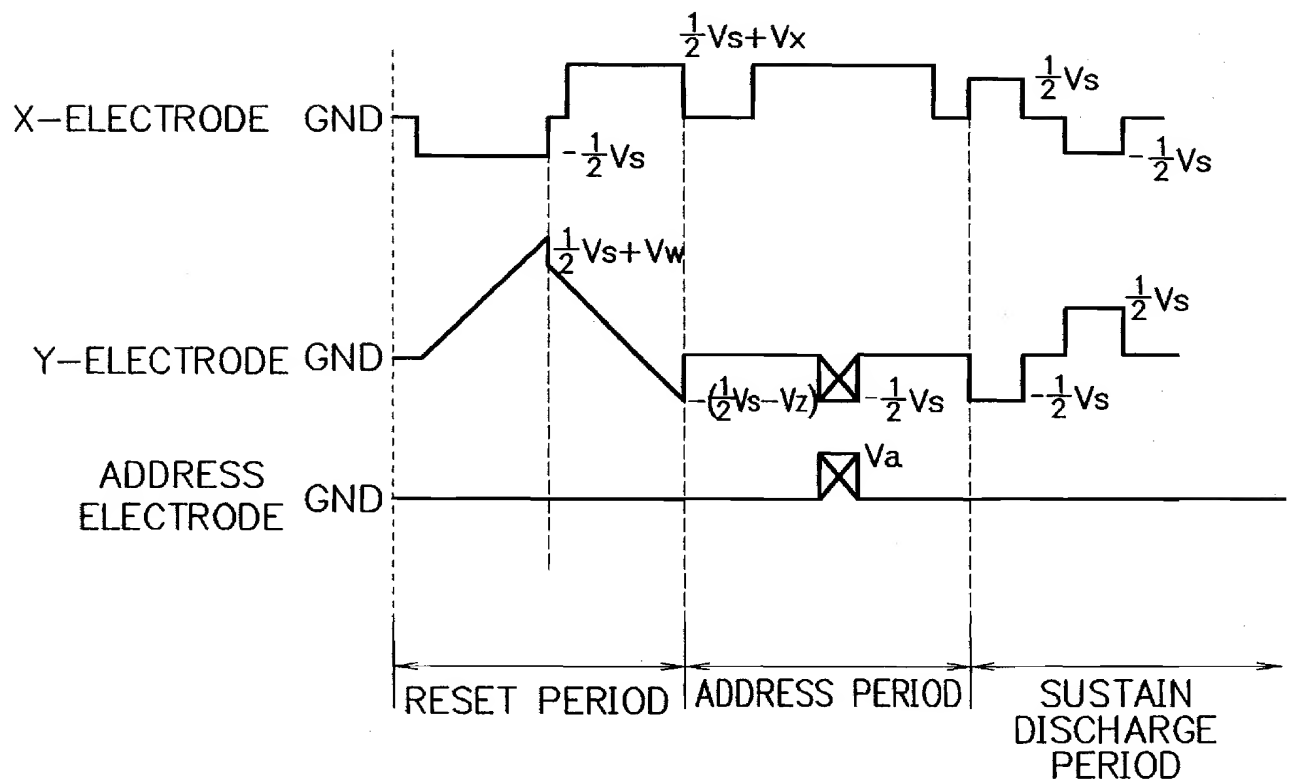 ½Vs+Vx
½Vs
X-ELECTRODE GND
-½Vs
-½Vs
½Vs+Vw
½Vs
Y-ELECTRODE GND
-(½Vs-Vz)
-½Vs
-½Vs
Va
ADDRESS
ELECTRODE
GND
RESET PERIOD
ADDRESS PERIOD
SUSTAIN
DISCHARGE
PERIOD